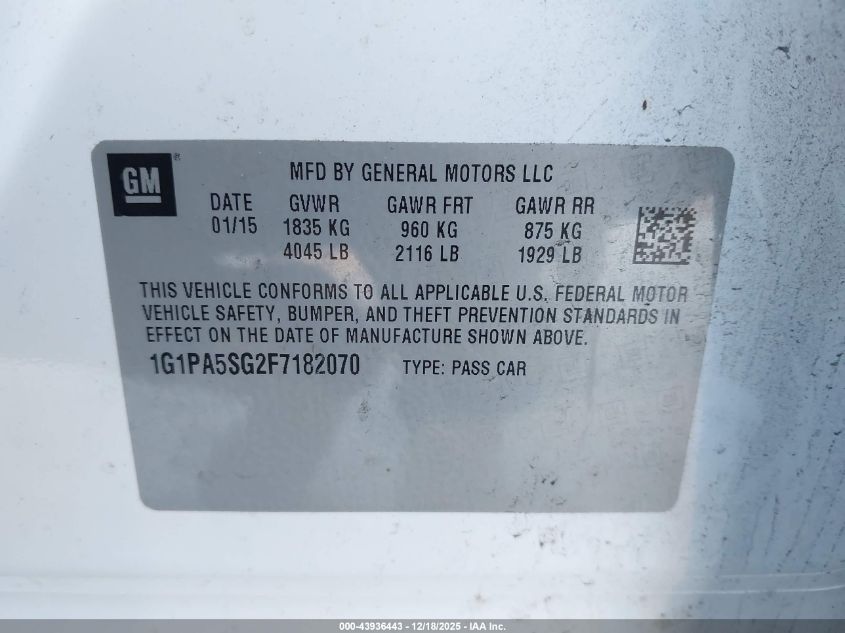 GM®
MFD BY GENERAL MOTORS LLC
DATE GVWR GAWR FRT GAWR RR
01/15 1835 KG 960 KG 875 KG
4045 LB 2116 LB 1929 LB
THIS VEHICLE CONFORMS TO ALL APPLICABLE U.S. FEDERAL MOTOR
VEHICLE SAFETY, BUMPER, AND THEFT PREVENTION STANDARDS IN
EFFECT ON THE DATE OF MANUFACTURE SHOWN ABOVE.
1G1PA5SG2F7182070 TYPE: PASS CAR
000-43936443 - 12/18/2025 - IAA Inc.